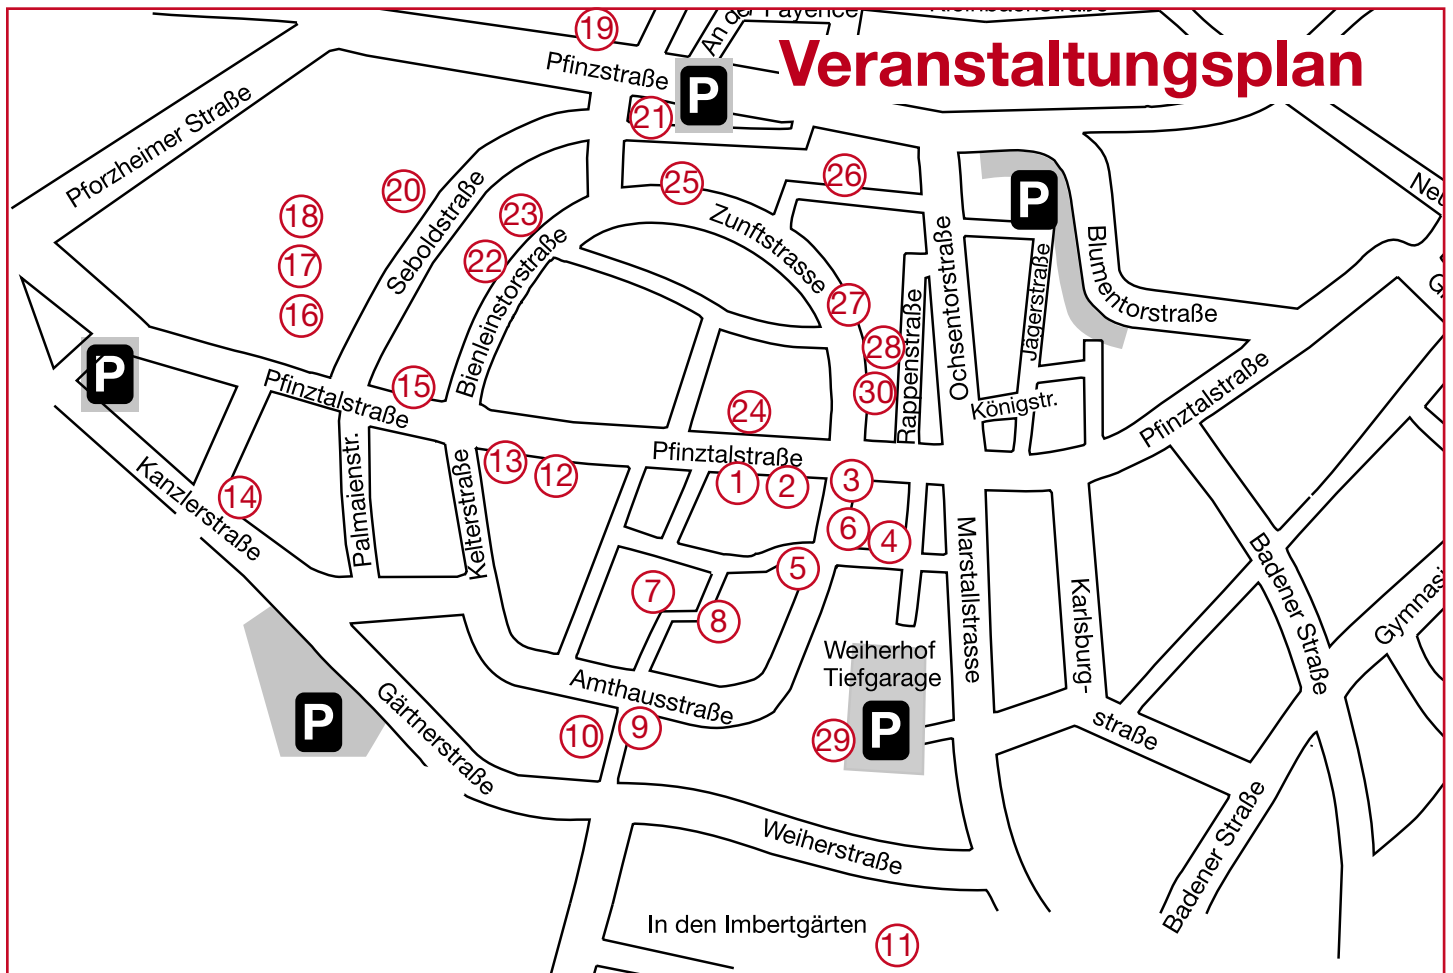 19
An der
Fayence
Veranstaltungsplan
Pfinzstraße
P
21
Pforzheimer Straße
20
Seboldstraße
18
17
16
23
22
Bienleinstorstraße
25
26
Zunftstrasse
P
27
28
30
Rappenstraße
Ochsentorstraße
Jägerstraße
Königstr.
Blumentorstraße
P
Pfinztalstraße
15
24
Pfinztalstraße
Pfinztalstraße
13
12
1
2
3
6
4
5
14
Kanzlerstraße
Palmaienstr.
Kelterstraße
7
8
Marstallstrasse
Karlsburg-
straße
Badener Straße
Weiherhof
Tiefgarage
P
29
P
Gärtnerstraße
Amthausstraße
10
9
Weiherstraße
Badener Straße
In den Imbertgärten
11